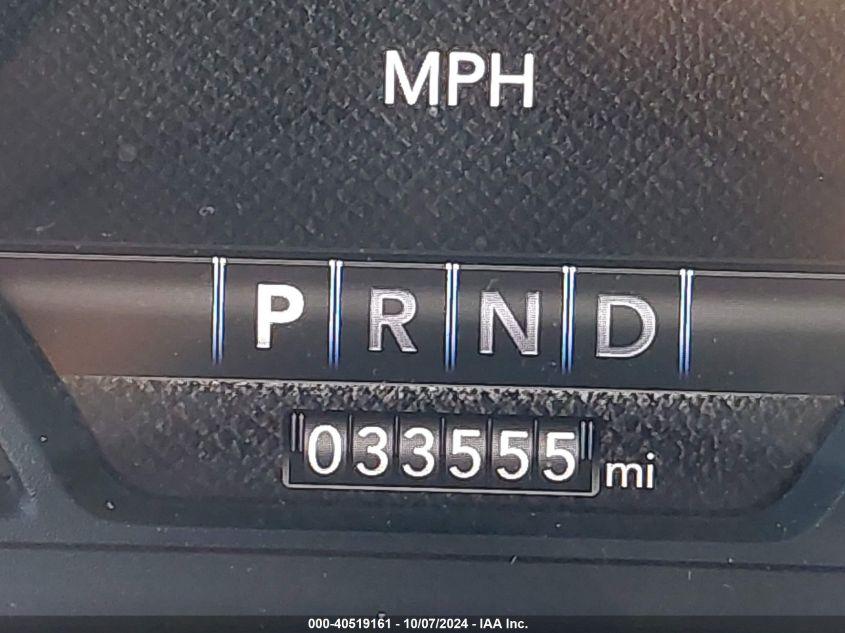 MPH
P R N D
033555 mi
000-40519161 - 10/07/2024 - IAA Inc.